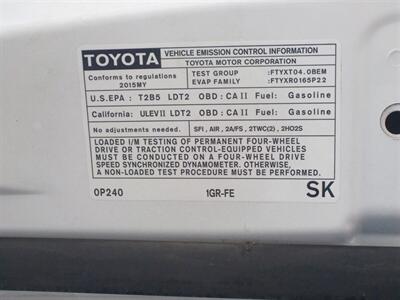 TOYOTA
VEHICLE EMISSION CONTROL INFORMATION
TOYOTA MOTOR CORPORATION
Conforms to regulations
2015MY
TEST GROUP :FTYXT04.0BEM
EVAP FAMILY :FTYXR0165P22
U.S.EPA : T2B5 LDT2 OBD : CA II Fuel: Gasoline
California: ULEVII LDT2 OBD : CA II Fuel: Gasoline
No adjustments needed. SFI , AIR , 2A/FS , 2TWC(2) , 2HO2S
LOADED I/M TESTING OF PERMANENT FOUR-WHEEL
DRIVE OR TRACTION CONTROL-EQUIPPED VEHICLES
MUST BE CONDUCTED ON A FOUR-WHEEL DRIVE
SPEED SYNCHRONIZED DYNAMOMETER. OTHERWISE,
A NON-LOADED TEST PROCEDURE MUST BE PERFORMED.
0P240 1GR-FE SK